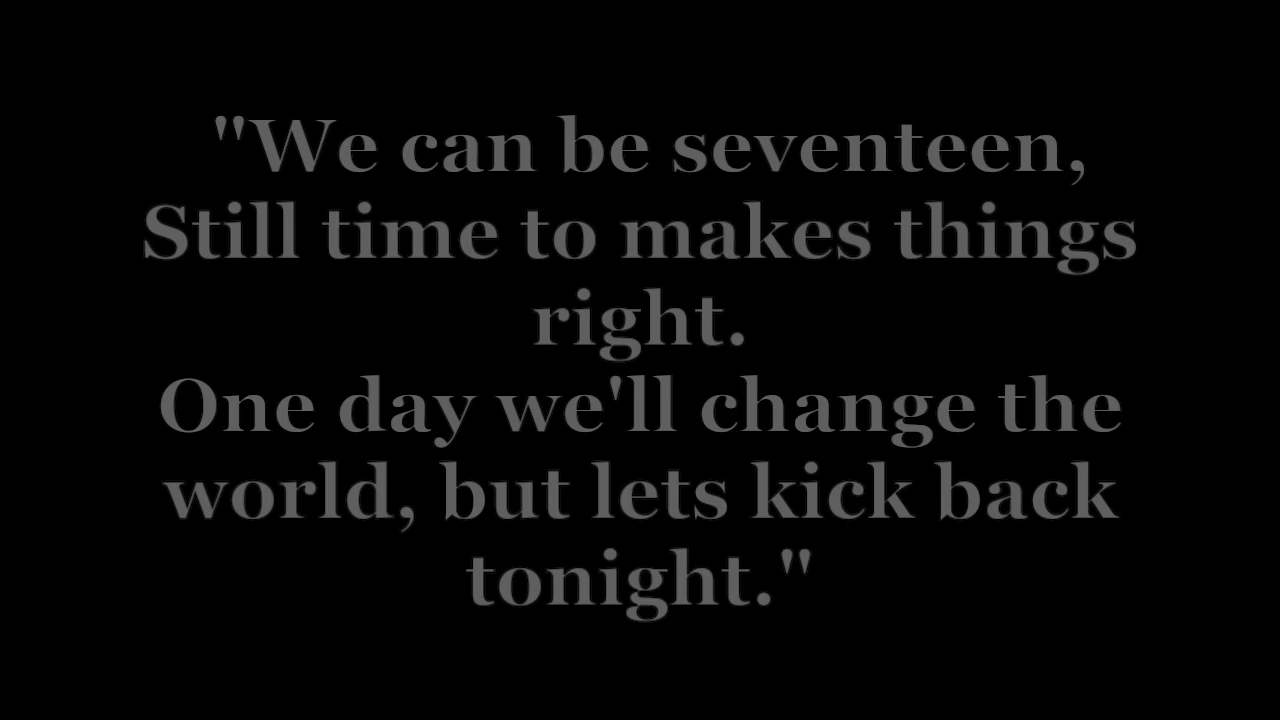 "We can be seventeen,
Still time to makes things
right.
One day we'll change the
world, but lets kick back
tonight."